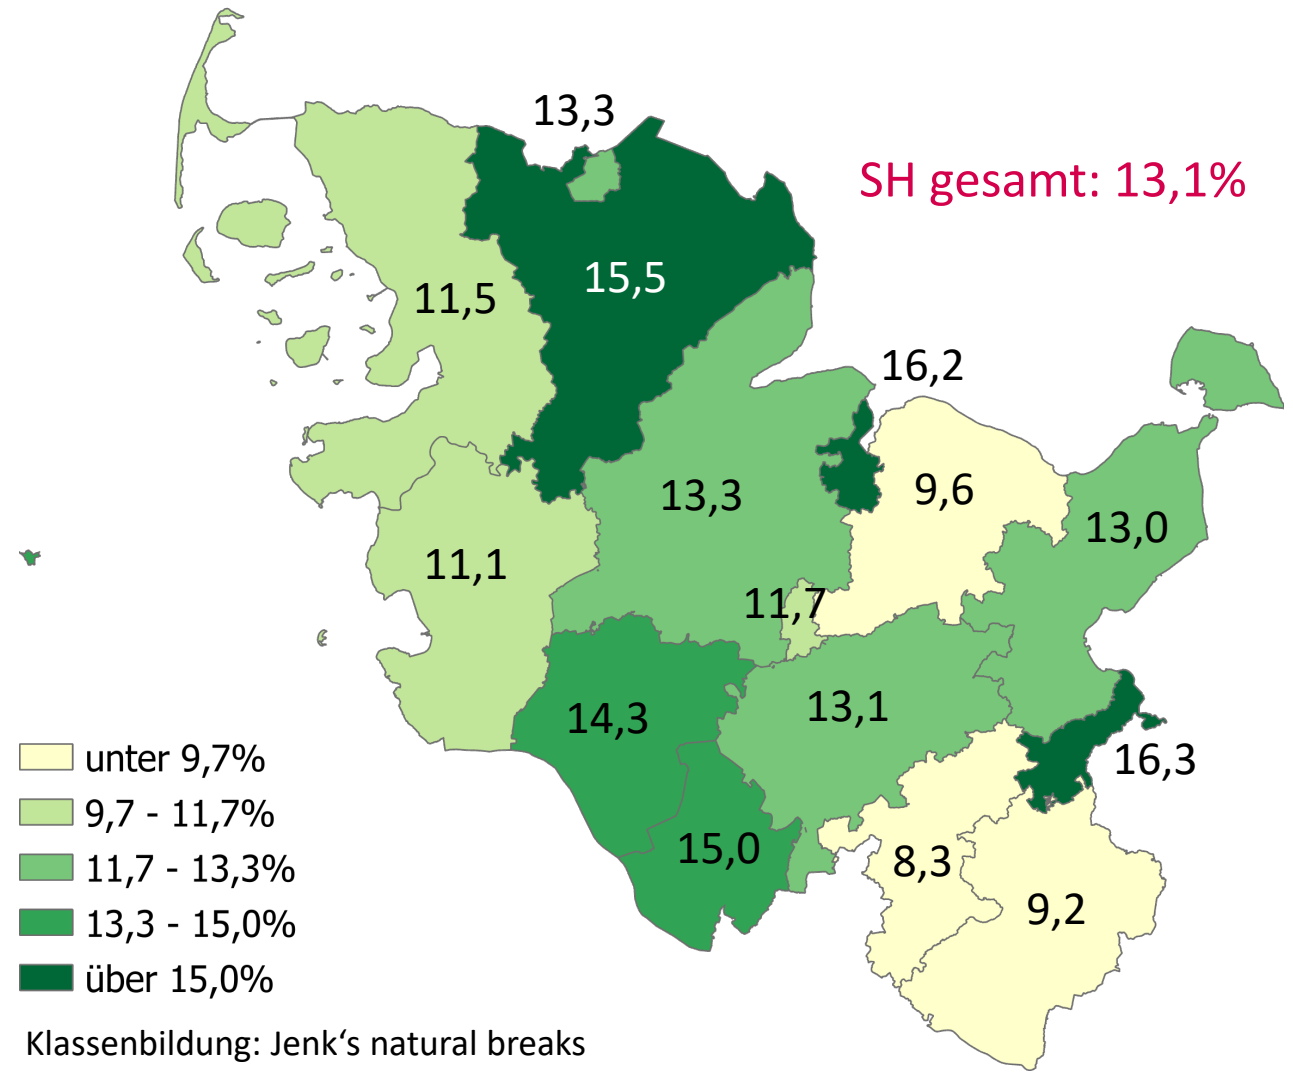 13,3
SH gesamt: 13,1%
15,5
11,5
16,2
9,6
13,3
13,0
11,1
11,7
13,1
14,3
16,3
15,0
8,3
9,2
unter 9,7%
9,7 - 11,7%
11,7 - 13,3%
13,3 - 15,0%
über 15,0%
Klassenbildung: Jenk‘s natural breaks